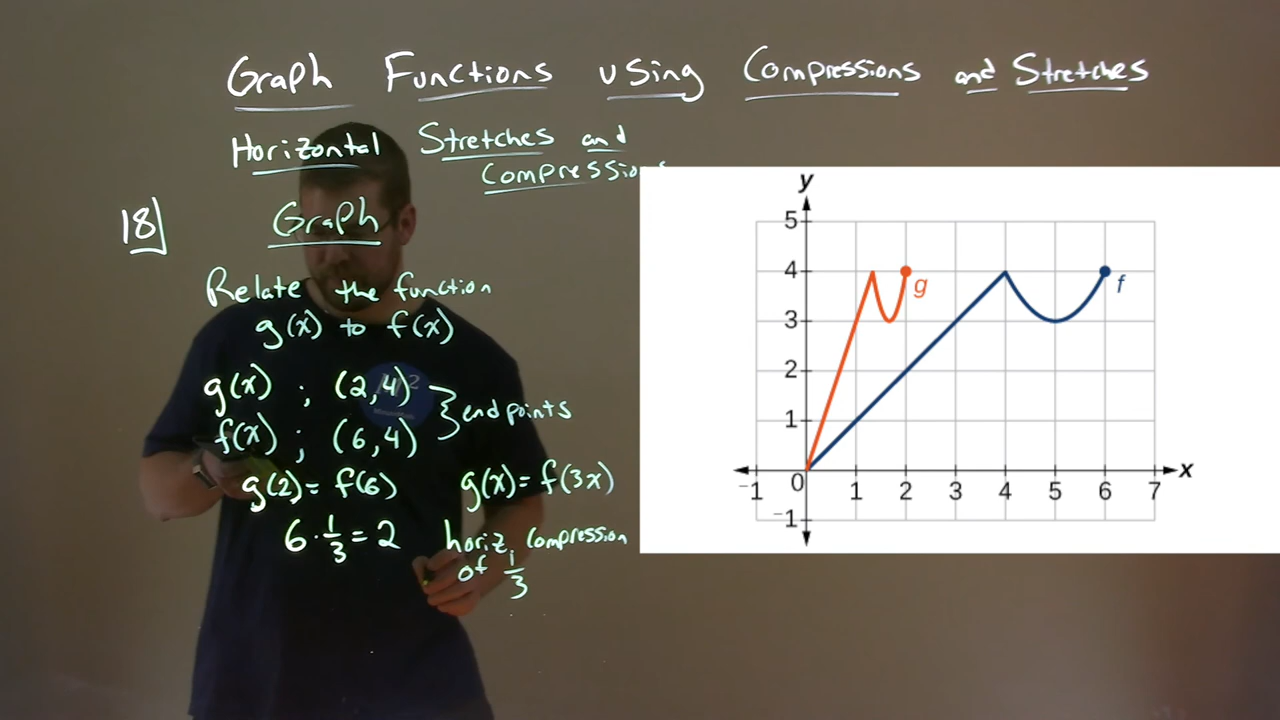 Graph Functions using Compressions and Stretches
Horizontal Stretches and
Compressions
18
Graph
Relate the function
g(x) to f(x)
g(x) ; (2,4)
f(x) ; (6,4)
end points
g(2) = f(6)
g(x) = f(3x)
6 · 1/3 = 2
horiz. compression
of 1/3
y
5
4
g
f
3
2
1
-1 0 1 2 3 4 5 6 7 x
-1